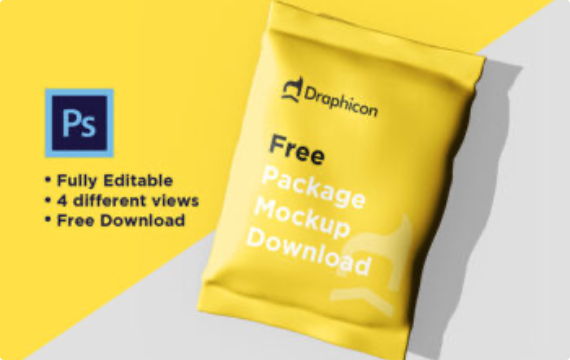 Ps
• Fully Editable
• 4 different views
• Free Download
Draphicon
Free
Package
Mockup
Download